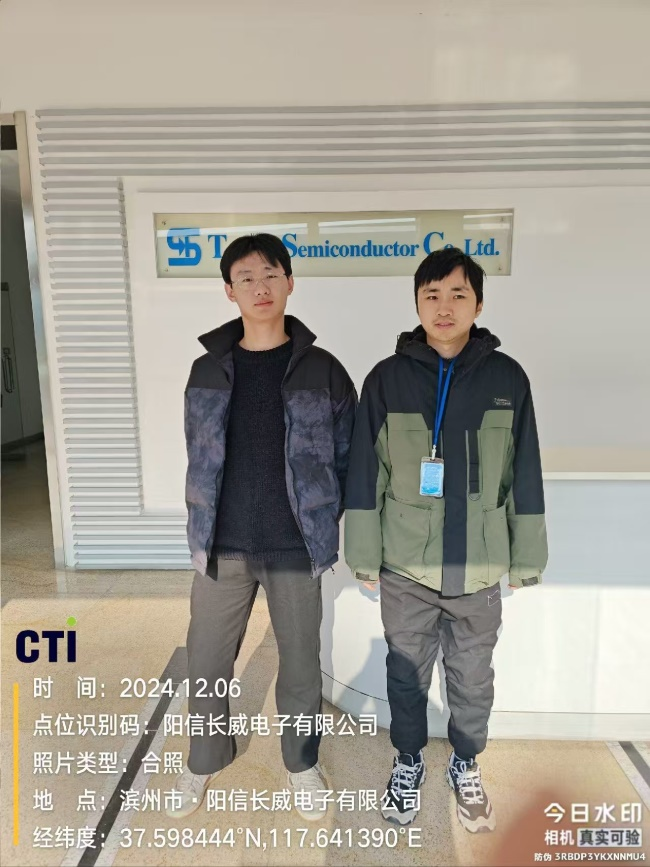 T Semiconductor Co. Ltd.
CTI
时 间：2024.12.06
点位识别码：阳信长威电子有限公司
照片类型：合照
地 点：滨州市·阳信长威电子有限公司
经纬度：37.598444°N,117.641390°E
今日水印
相机 真实可验
防伪 3RBDP3YKXNNMU4